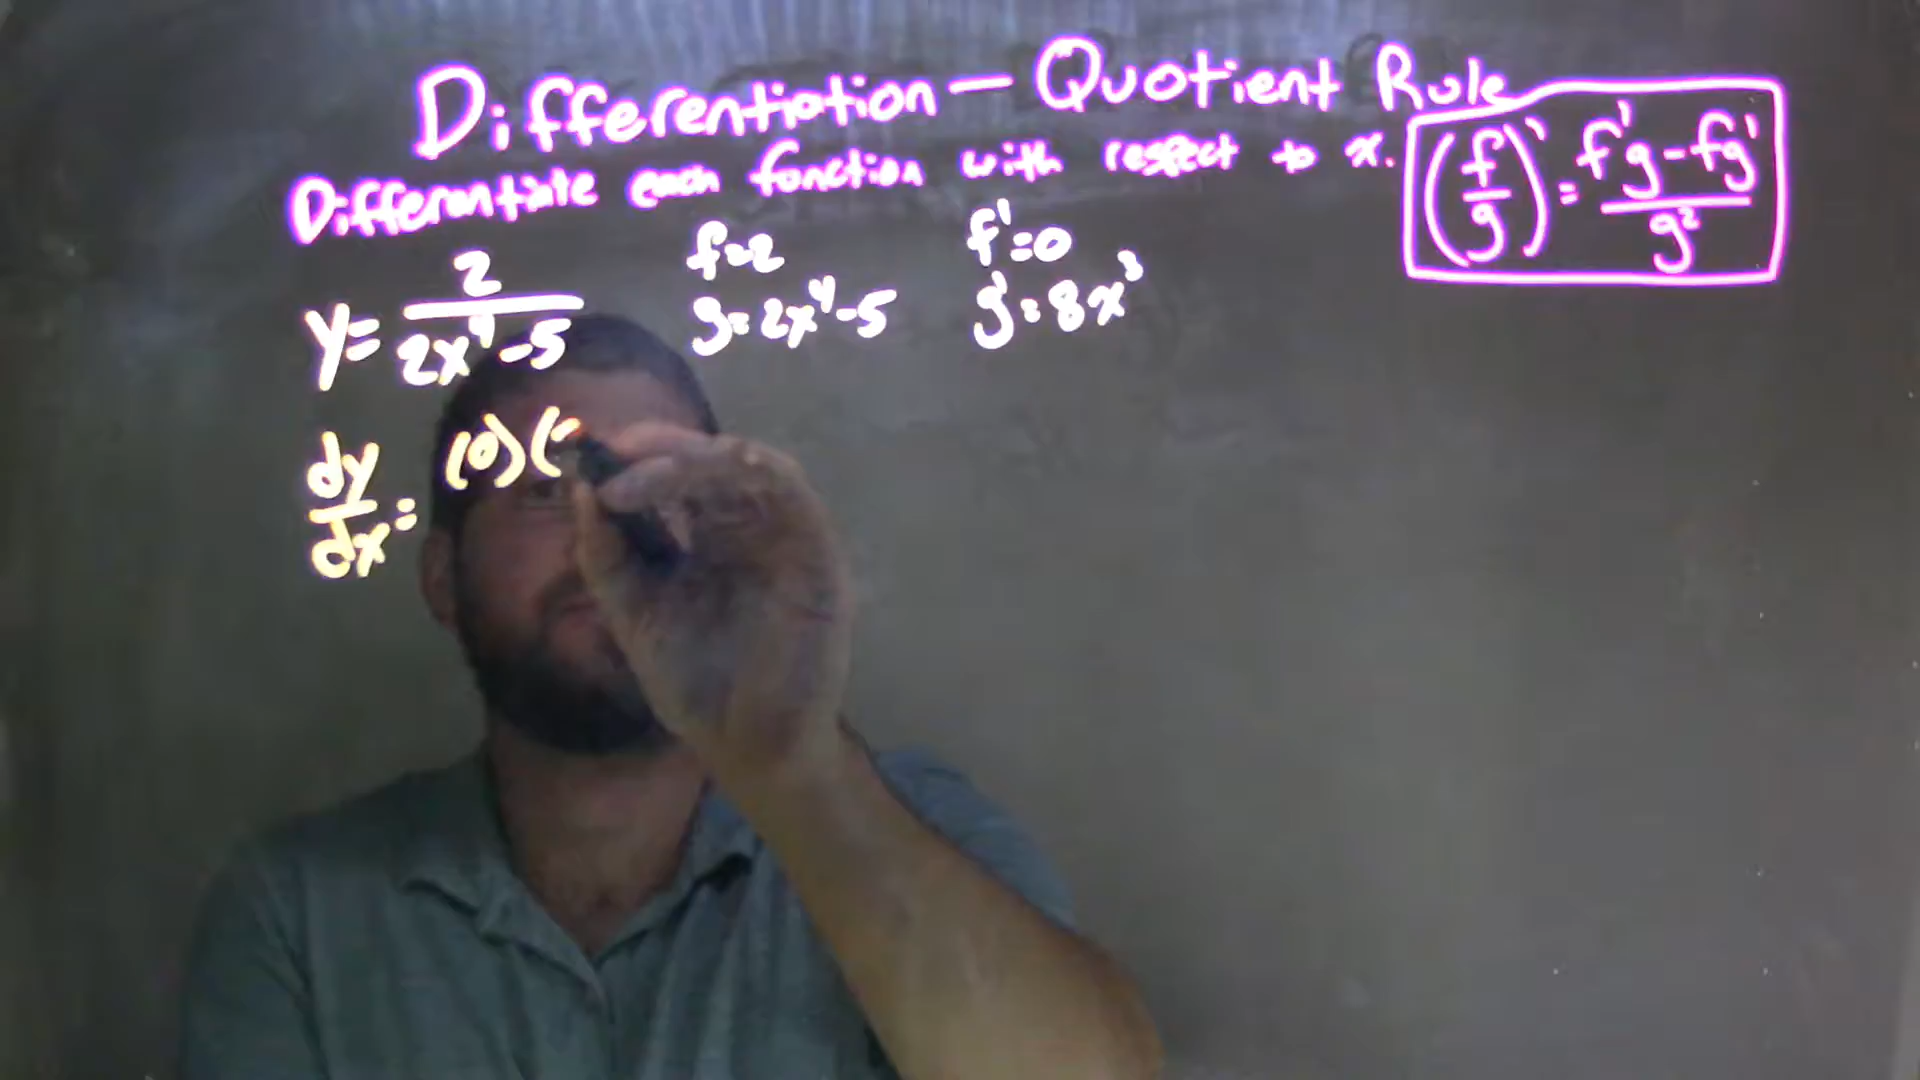 Differentiation — Quotient Rule
Differentiate each function with respect to x.
(f/g)' = (f'g - fg')/g²
y = 2/(2x⁴ - 5)
f = 2
f' = 0
g = 2x⁴ - 5
g' = 8x³
dy/dx = (0)(